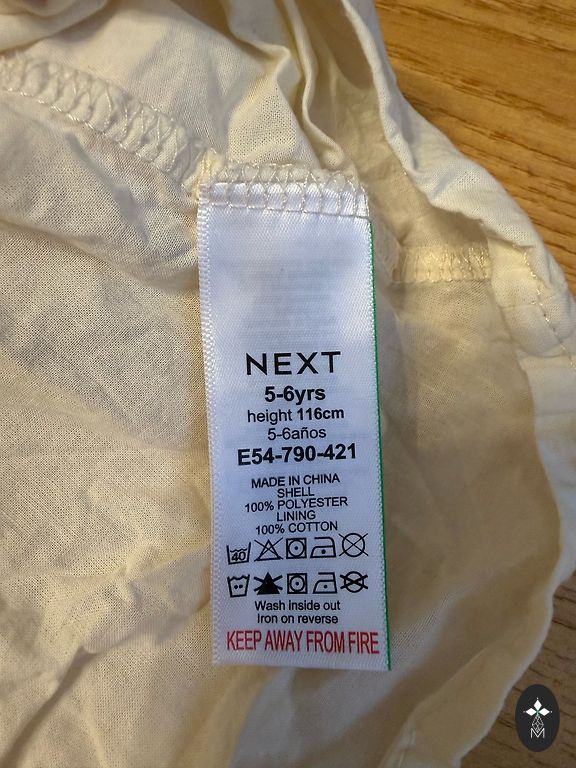 NEXT
5-6yrs
height 116cm
5-6años
E54-790-421
MADE IN CHINA
SHELL
100% POLYESTER
LINING
100% COTTON
40
Wash inside out
Iron on reverse
KEEP AWAY FROM FIRE
M